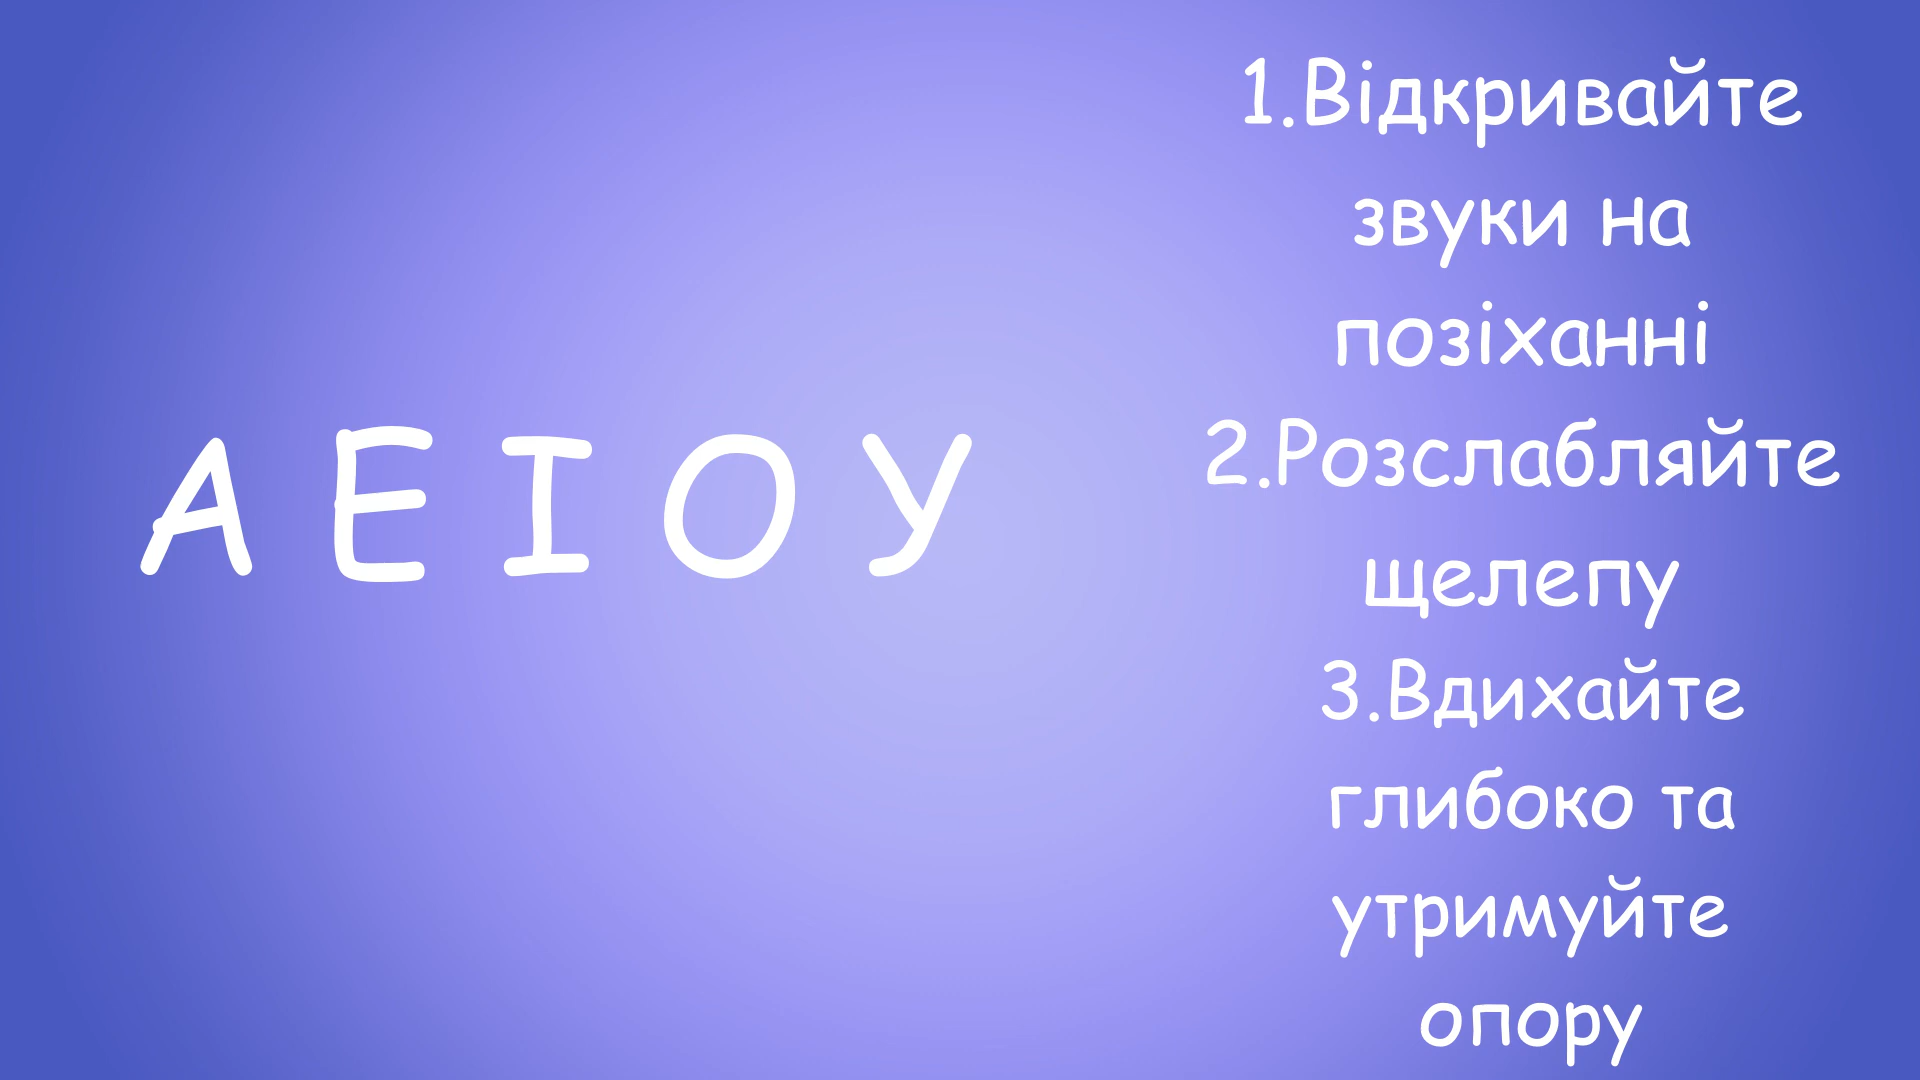 А Е І О У
1.Відкривайте
звуки на
позіханні
2.Розслабляйте
щелепу
3.Вдихайте
глибоко та
утримуйте
опору